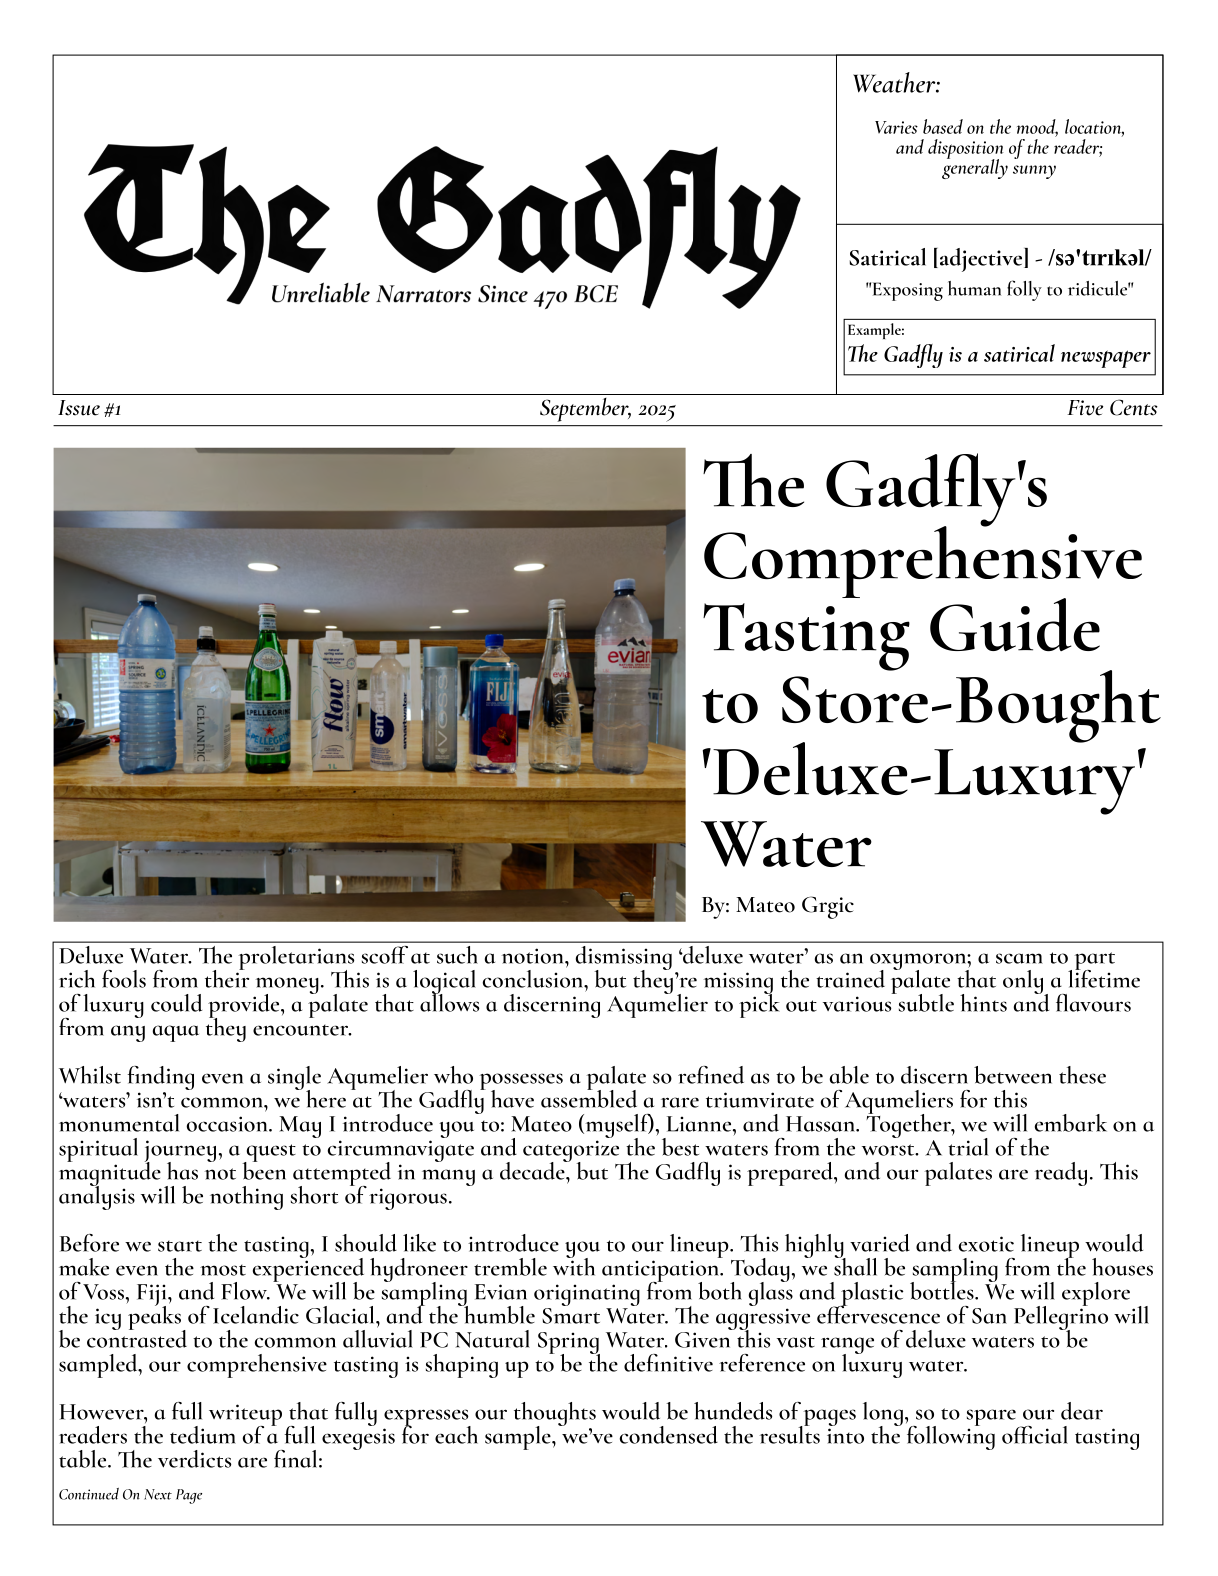 The Gadfly
Unreliable Narrators Since 470 BCE
Weather:
Varies based on the mood, location,
and disposition of the reader;
generally sunny
Satirical [adjective] - /səˈtɪrɪkəl/
"Exposing human folly to ridicule"
Example:
The Gadfly is a satirical newspaper
Issue #1
September, 2025
Five Cents
SPRING
SOURCE
ICELANDIC
S.PELLEGRINO
flow
smart
smartwater
VOSS
FIJI
evian
evian
The Gadfly's
Comprehensive
Tasting Guide
to Store-Bought
'Deluxe-Luxury'
Water
By: Mateo Grgic
Deluxe Water. The proletarians scoff at such a notion, dismissing ‘deluxe water’ as an oxymoron; a scam to part
rich fools from their money. This is a logical conclusion, but they’re missing the trained palate that only a lifetime
of luxury could provide, a palate that allows a discerning Aqumelier to pick out various subtle hints and flavours
from any aqua they encounter.
Whilst finding even a single Aqumelier who possesses a palate so refined as to be able to discern between these
‘waters’ isn’t common, we here at The Gadfly have assembled a rare triumvirate of Aqumeliers for this
monumental occasion. May I introduce you to: Mateo (myself), Lianne, and Hassan. Together, we will embark on a
spiritual journey, a quest to circumnavigate and categorize the best waters from the worst. A trial of the
magnitude has not been attempted in many a decade, but The Gadfly is prepared, and our palates are ready. This
analysis will be nothing short of rigorous.
Before we start the tasting, I should like to introduce you to our lineup. This highly varied and exotic lineup would
make even the most experienced hydroneer tremble with anticipation. Today, we shall be sampling from the houses
of Voss, Fiji, and Flow. We will be sampling Evian originating from both glass and plastic bottles. We will explore
the icy peaks of Icelandic Glacial, and the humble Smart Water. The aggressive effervescence of San Pellegrino will
be contrasted to the common alluvial PC Natural Spring Water. Given this vast range of deluxe waters to be
sampled, our comprehensive tasting is shaping up to be the definitive reference on luxury water.
However, a full writeup that fully expresses our thoughts would be hundeds of pages long, so to spare our dear
readers the tedium of a full exegesis for each sample, we’ve condensed the results into the following official tasting
table. The verdicts are final:
Continued On Next Page